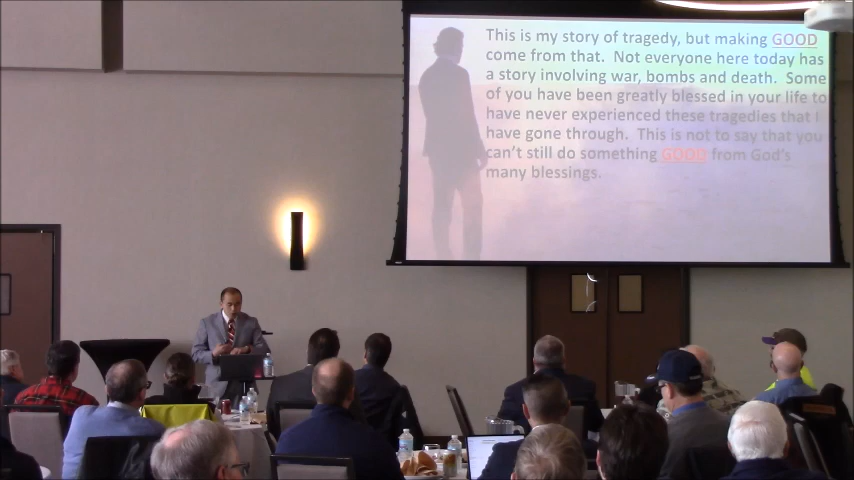 This is my story of tragedy, but making GOOD
come from that.  Not everyone here today has
a story involving war, bombs and death.  Some
of you have been greatly blessed in your life to
have never experienced these tragedies that I
have gone through.  This is not to say that you
can't still do something GOOD from God's
many blessings.